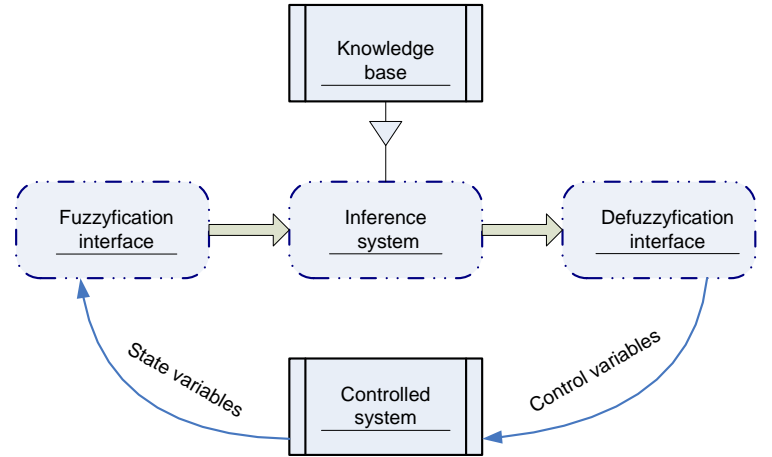 Knowledge
base
Fuzzyfication
interface
Inference
system
Defuzzyfication
interface
State variables
Control variables
Controlled
system